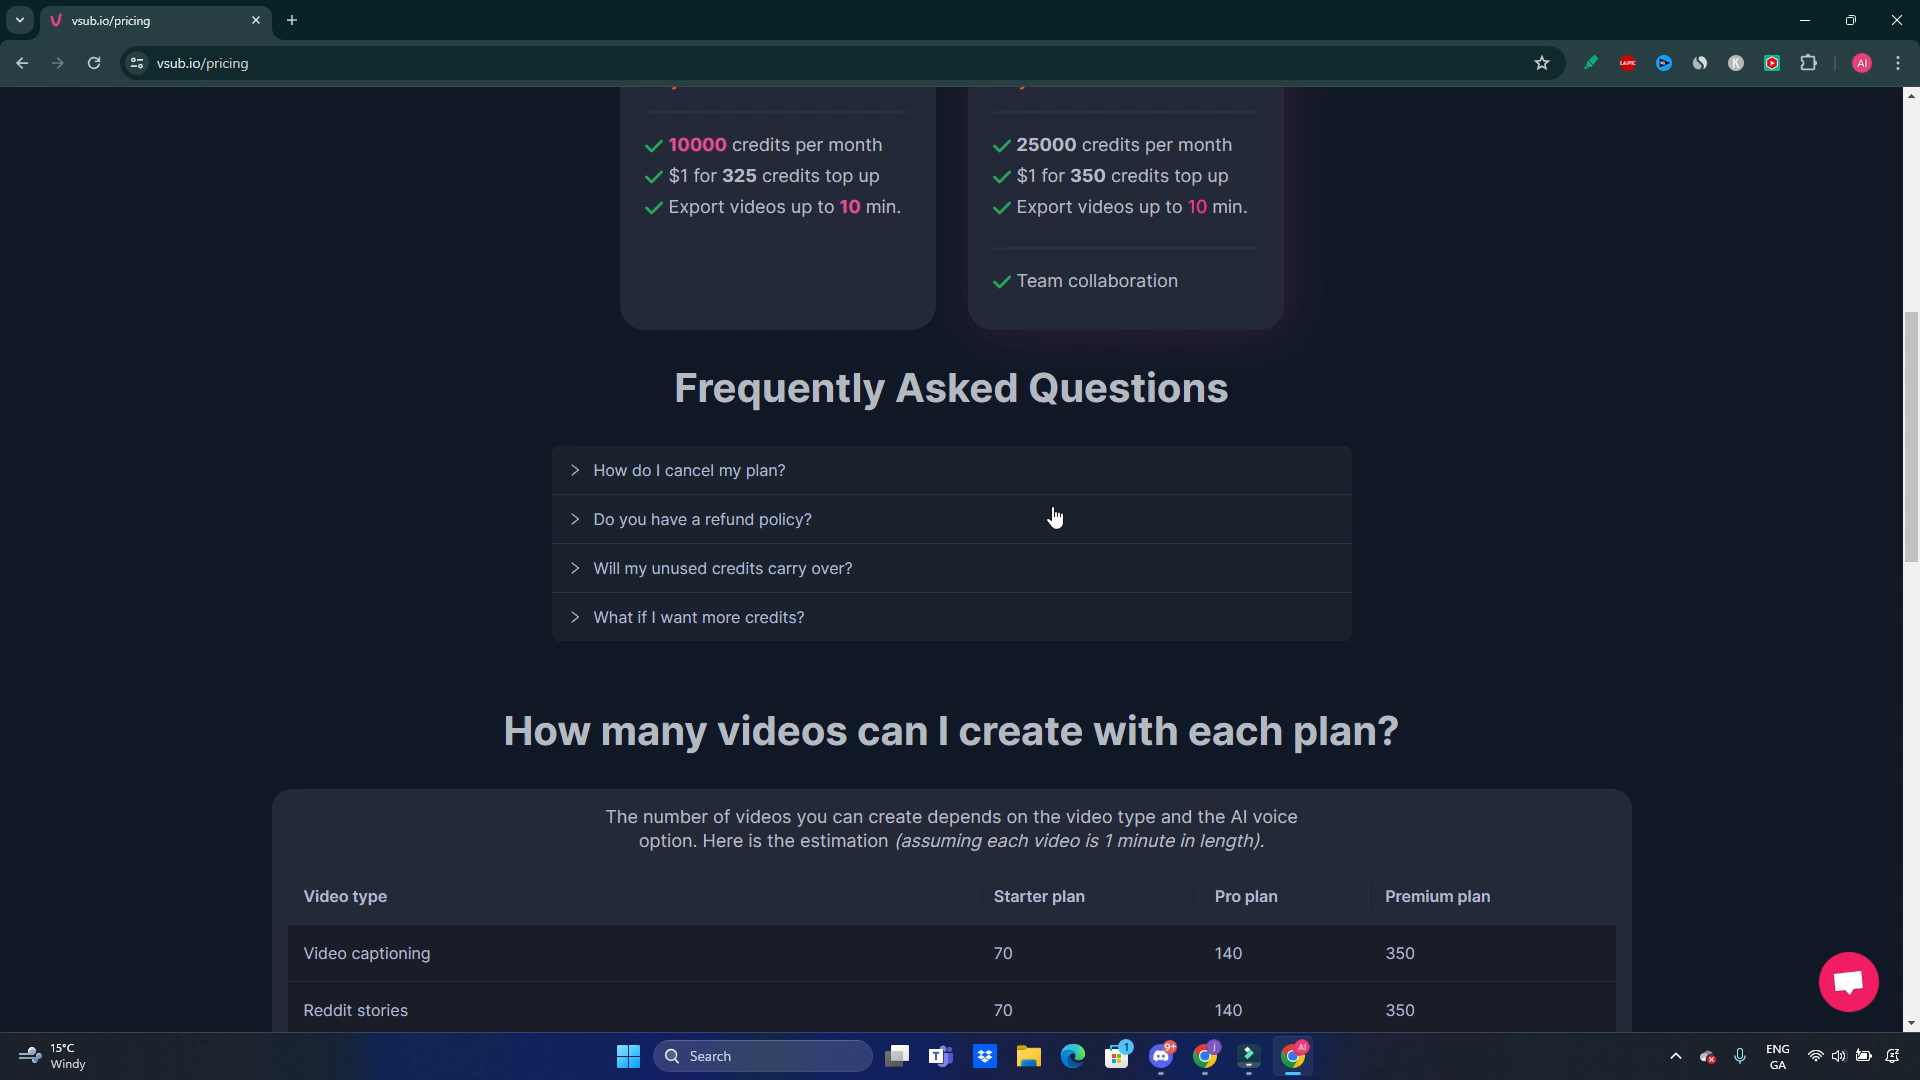 vsub.io/pricing
vsub.io/pricing
AI
10000 credits per month
$1 for 325 credits top up
Export videos up to 10 min.
25000 credits per month
$1 for 350 credits top up
Export videos up to 10 min.
Team collaboration
Frequently Asked Questions
How do I cancel my plan?
Do you have a refund policy?
Will my unused credits carry over?
What if I want more credits?
How many videos can I create with each plan?
The number of videos you can create depends on the video type and the AI voice
option. Here is the estimation (assuming each video is 1 minute in length).
Video type Starter plan Pro plan Premium plan
Video captioning 70 140 350
Reddit stories 70 140 350
15°C
Windy
Search
1
9+
j
AI
ENG
GA